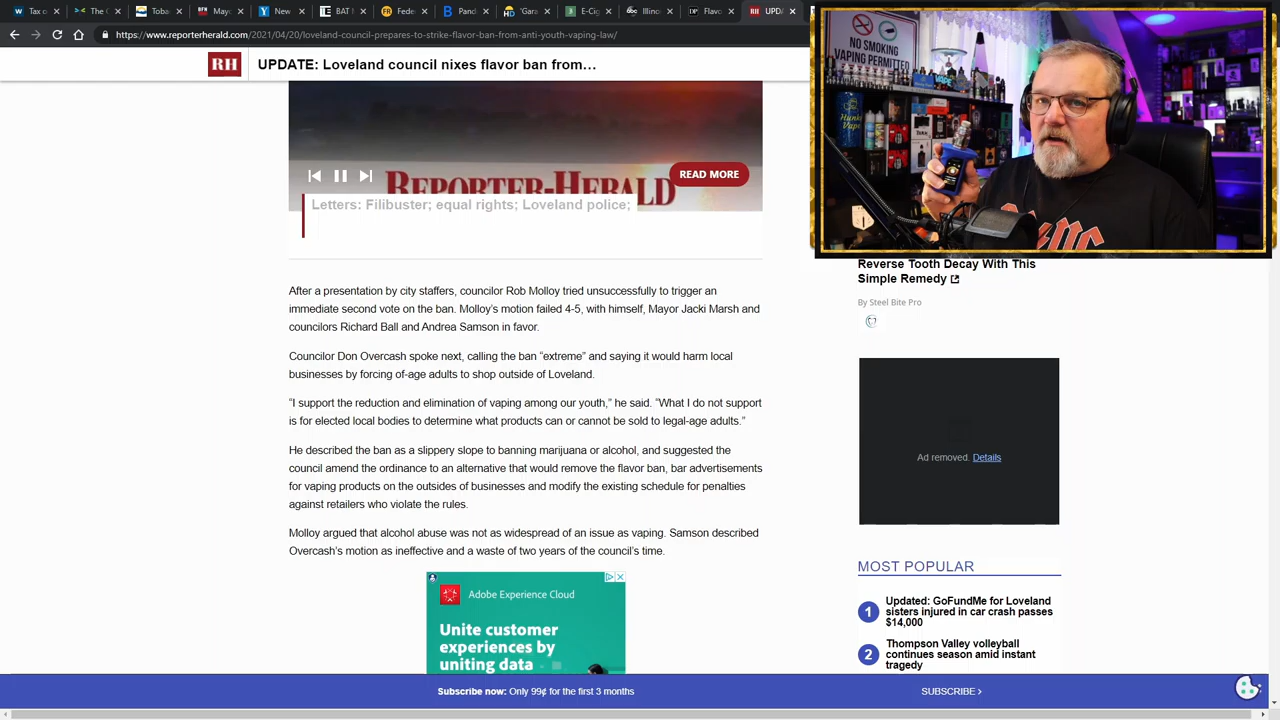 Tax c
The C
May
New
Fede
Pand
'Gara
E-Cig
Illino
Flavo
UPD
https://www.reporterherald.com/2021/04/20/loveland-council-prepares-to-strike-flavor-ban-from-anti-youth-vaping-law/
RH
UPDATE: Loveland council nixes flavor ban from…
NO SMOKING
VAPING PERMITTED
VAPE
REPORTER-HERALD
READ MORE
Letters: Filibuster; equal rights; Loveland police;
Reverse Tooth Decay With This
Simple Remedy
By Steel Bite Pro
After a presentation by city staffers, councilor Rob Molloy tried unsuccessfully to trigger an
immediate second vote on the ban. Molloy's motion failed 4-5, with himself, Mayor Jacki Marsh and
councilors Richard Ball and Andrea Samson in favor.
Councilor Don Overcash spoke next, calling the ban “extreme” and saying it would harm local
businesses by forcing of-age adults to shop outside of Loveland.
“I support the reduction and elimination of vaping among our youth,” he said. “What I do not support
is for elected local bodies to determine what products can or cannot be sold to legal-age adults.”
He described the ban as a slippery slope to banning marijuana or alcohol, and suggested the
council amend the ordinance to an alternative that would remove the flavor ban, bar advertisements
for vaping products on the outsides of businesses and modify the existing schedule for penalties
against retailers who violate the rules.
Molloy argued that alcohol abuse was not as widespread of an issue as vaping. Samson described
Overcash's motion as ineffective and a waste of two years of the council's time.
Ad removed. Details
Adobe Experience Cloud
Unite customer
experiences by
uniting data
MOST POPULAR
1
Updated: GoFundMe for Loveland
sisters injured in car crash passes
$14,000
2
Thompson Valley volleyball
continues season amid instant
tragedy
Subscribe now: Only 99¢ for the first 3 months
SUBSCRIBE >